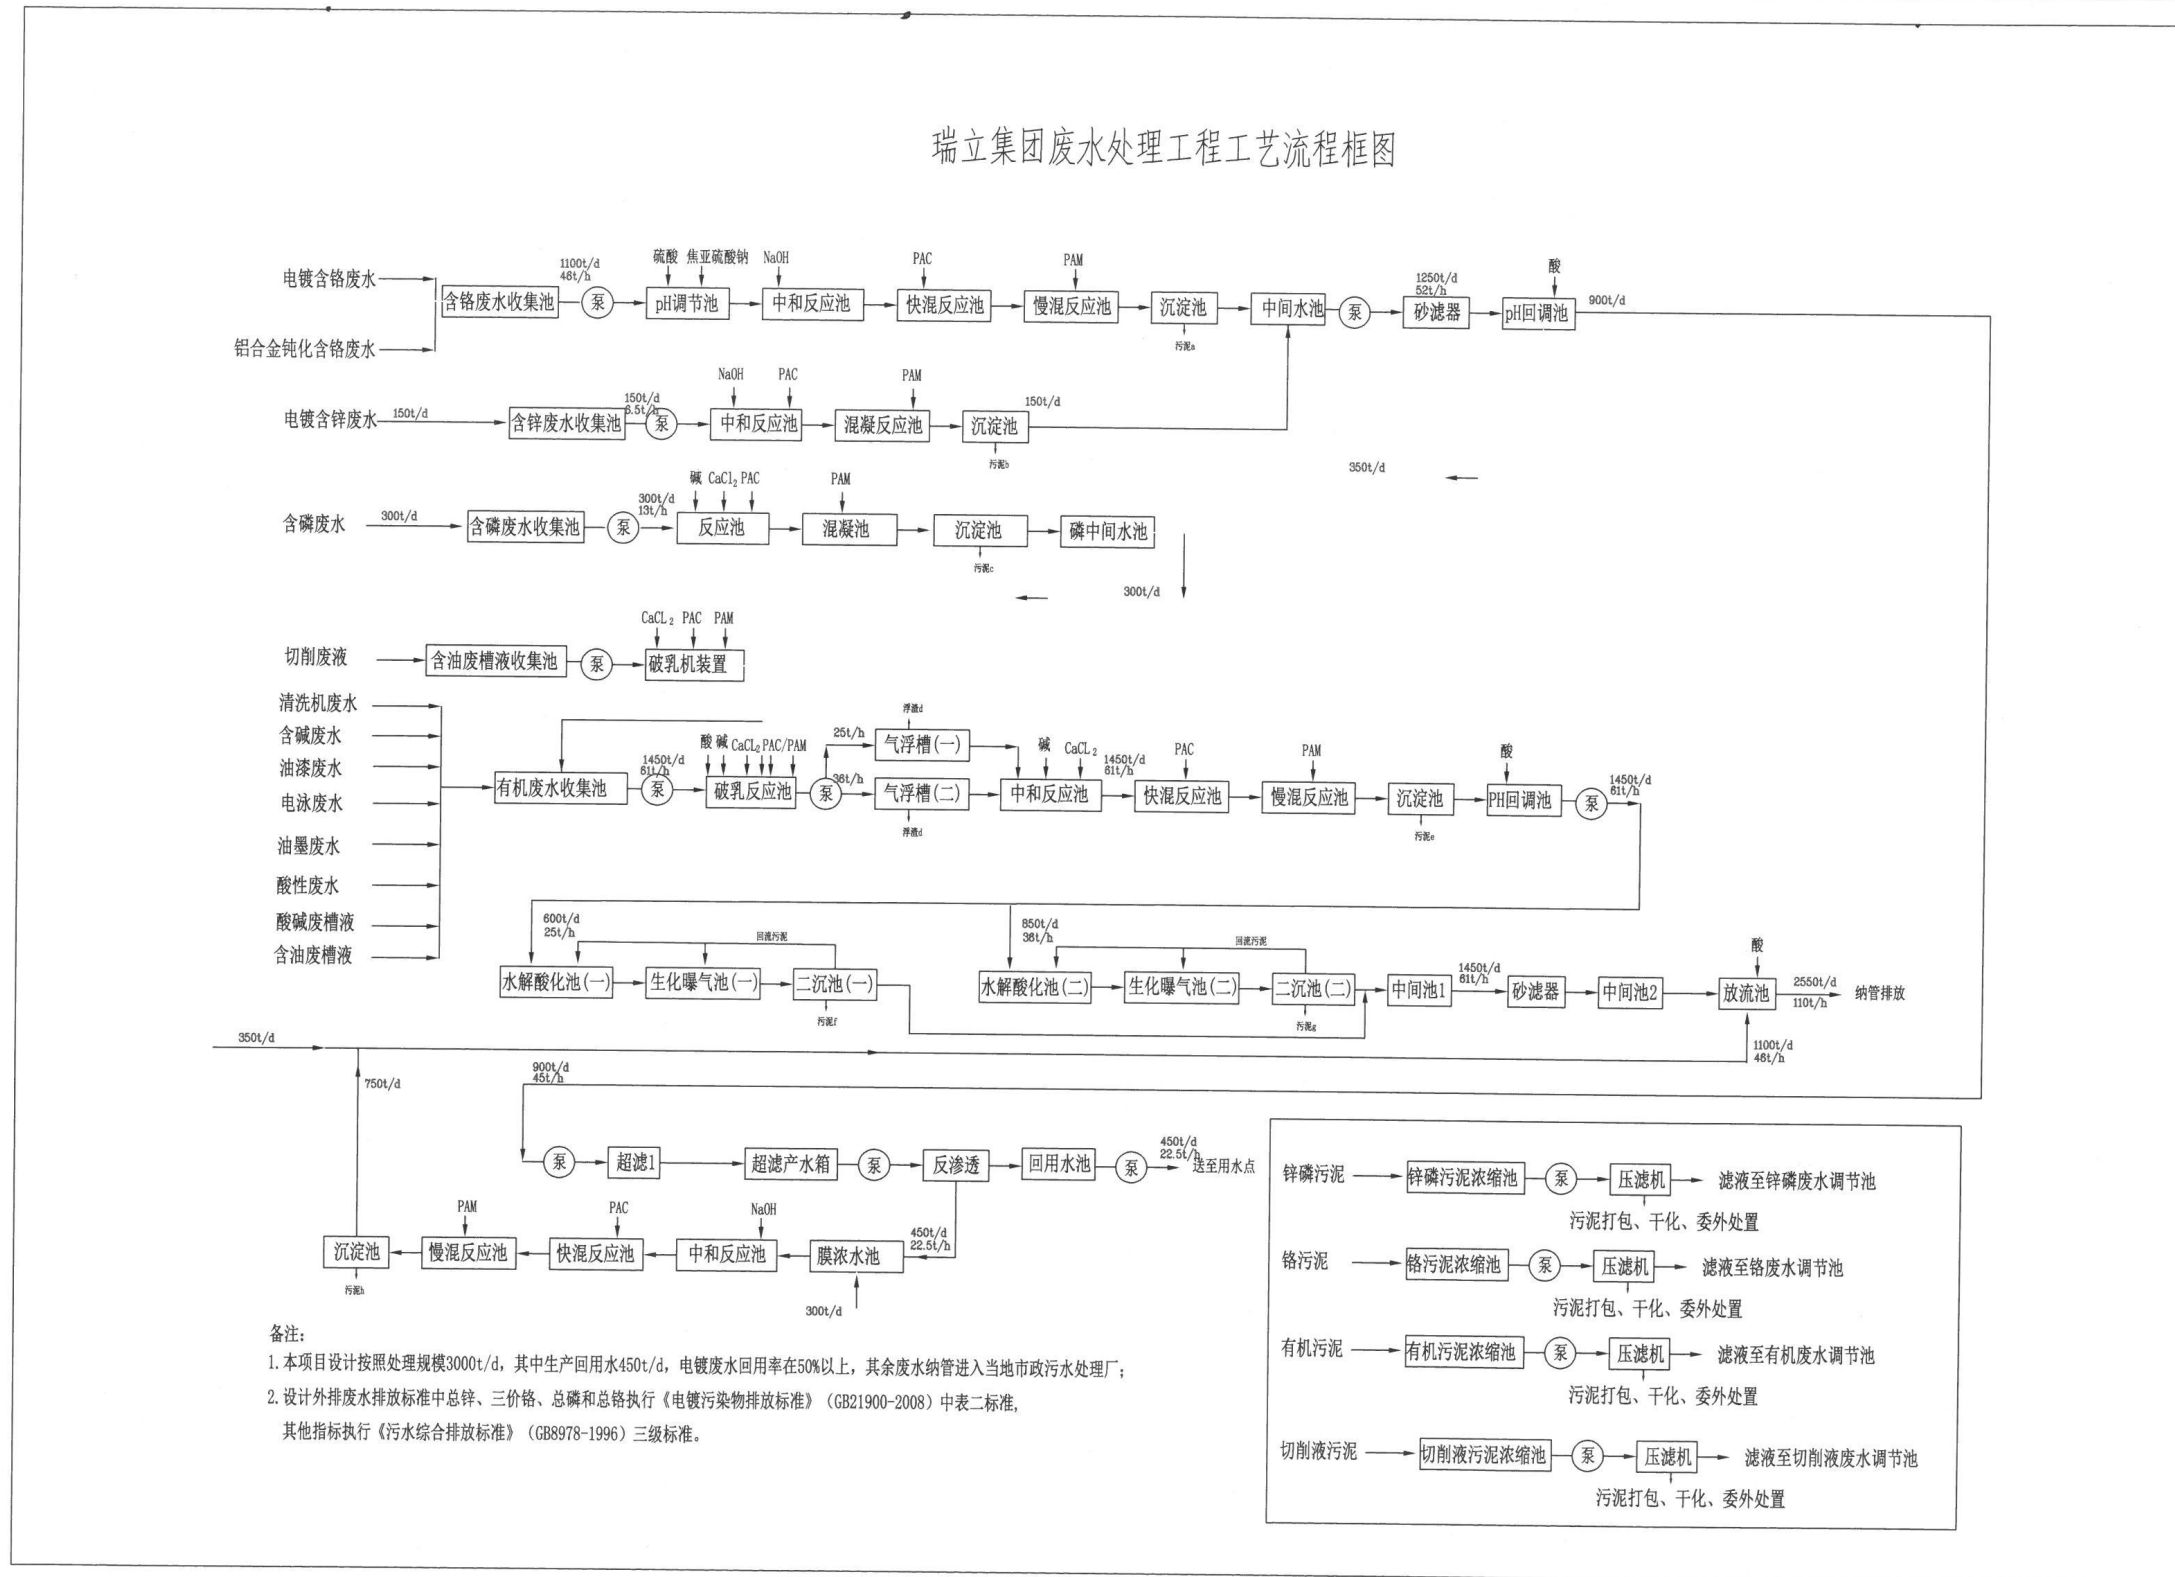 瑞立集团废水处理工程工艺流程框图
硫酸 焦亚硫酸钠 NaOH PAC PAM 酸
电镀含铬废水 1100t/d 1250t/d 900t/d
46t/h 52t/h
含铬废水收集池 泵 pH调节池 中和反应池 快混反应池 慢混反应池 沉淀池 中间水池 泵 砂滤器 pH回调池
污泥a
铝合金钝化含铬废水
NaOH PAC PAM
电镀含锌废水 150t/d 150t/d 150t/d
6.5t/h
含锌废水收集池 泵 中和反应池 混凝反应池 沉淀池
污泥b
350t/d
碱 CaCl2 PAC PAM
含磷废水 300t/d 300t/d
13t/h
含磷废水收集池 泵 反应池 混凝池 沉淀池 磷中间水池
污泥c
300t/d
CaCL2 PAC PAM
切削废液 含油废槽液收集池 泵 破乳机装置
清洗机废水
含碱废水
油漆废水
电泳废水
油墨废水
酸性废水
酸碱废槽液
含油废槽液
浮渣d
25t/h 气浮槽(一)
酸 碱 CaCL2 PAC/PAM 碱 CaCL2 PAC PAM 酸
1450t/d 36t/h 1450t/d 1450t/d
61t/h 61t/h 61t/h
有机废水收集池 泵 破乳反应池 泵 气浮槽(二) 中和反应池 快混反应池 慢混反应池 沉淀池 PH回调池 泵
浮渣d 污泥e
600t/d 850t/d
25t/h 36t/h
回流污泥 回流污泥 酸
1450t/d 2550t/d
61t/h 110t/h
水解酸化池(一) 生化曝气池(一) 二沉池(一) 水解酸化池(二) 生化曝气池(二) 二沉池(二) 中间池1 砂滤器 中间池2 放流池 纳管排放
污泥f 污泥g
350t/d 1100t/d
46t/h
750t/d 900t/d
45t/h
450t/d
22.5t/h
泵 超滤1 超滤产水箱 泵 反渗透 回用水池 泵 送至用水点
PAM PAC NaOH 450t/d
22.5t/h
沉淀池 慢混反应池 快混反应池 中和反应池 膜浓水池
污泥h 300t/d
锌磷污泥 锌磷污泥浓缩池 泵 压滤机 滤液至锌磷废水调节池
污泥打包、干化、委外处置
铬污泥 铬污泥浓缩池 泵 压滤机 滤液至铬废水调节池
污泥打包、干化、委外处置
有机污泥 有机污泥浓缩池 泵 压滤机 滤液至有机废水调节池
污泥打包、干化、委外处置
切削液污泥 切削液污泥浓缩池 泵 压滤机 滤液至切削液废水调节池
污泥打包、干化、委外处置
备注:
1.本项目设计按照处理规模3000t/d，其中生产回用水450t/d，电镀废水回用率在50%以上，其余废水纳管进入当地市政污水处理厂；
2.设计外排废水排放标准中总锌、三价铬、总磷和总铬执行《电镀污染物排放标准》（GB21900-2008）中表二标准,
其他指标执行《污水综合排放标准》（GB8978-1996）三级标准。